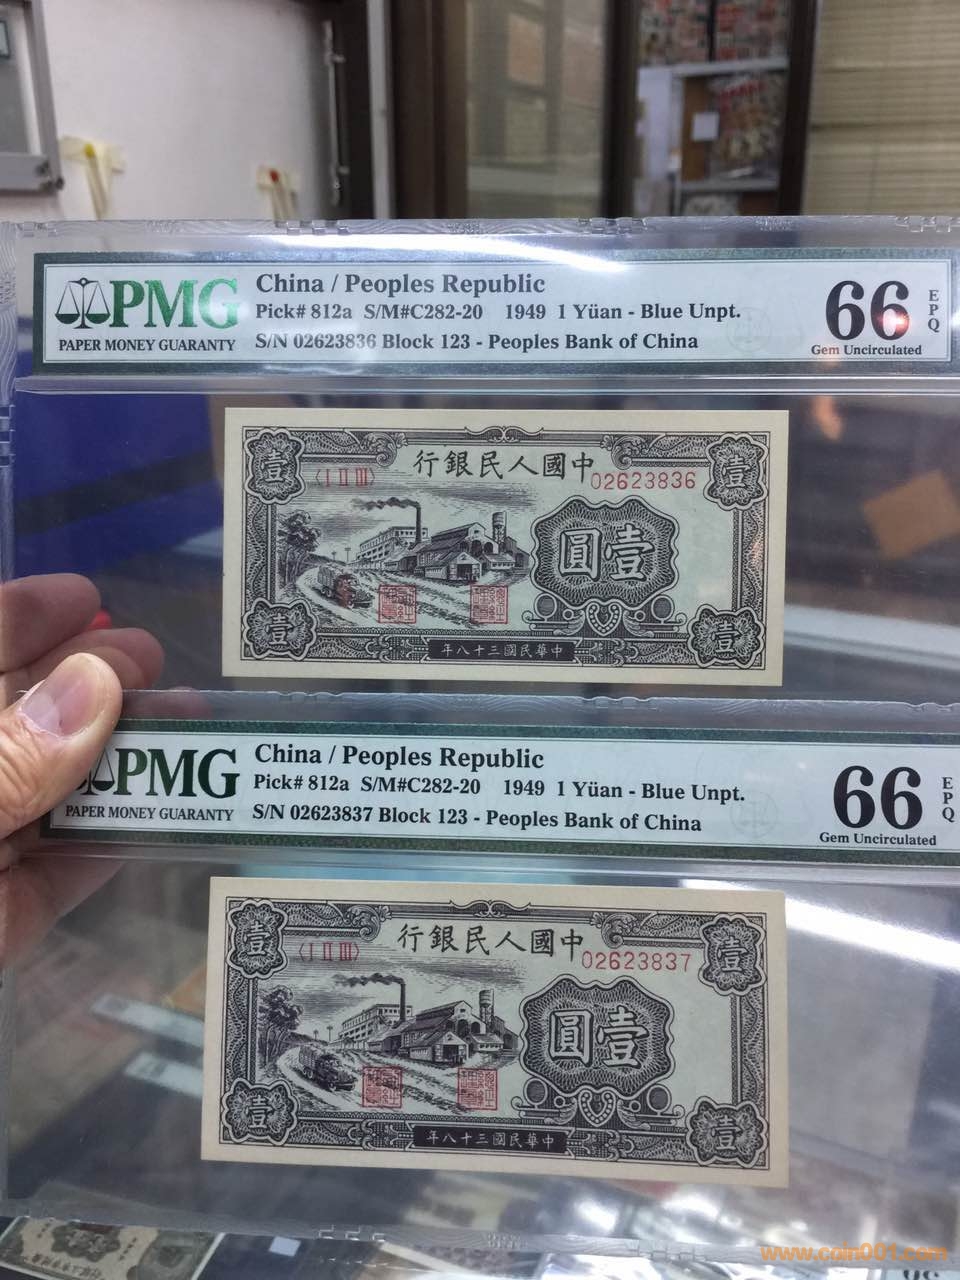 PMG
PAPER MONEY GUARANTY
China / Peoples Republic
Pick# 812a S/M#C282-20 1949 1 Yüan - Blue Unpt.
S/N 02623836 Block 123 - Peoples Bank of China
66 EPQ
Gem Uncirculated
行銀民人國中
〈I II III〉
02623836
壹
壹
圓壹
壹
壹
年八十三國民華中
PMG
PAPER MONEY GUARANTY
China / Peoples Republic
Pick# 812a S/M#C282-20 1949 1 Yüan - Blue Unpt.
S/N 02623837 Block 123 - Peoples Bank of China
66 EPQ
Gem Uncirculated
行銀民人國中
〈I II III〉
02623837
壹
壹
圓壹
壹
壹
年八十三國民華中
www.coin001.com